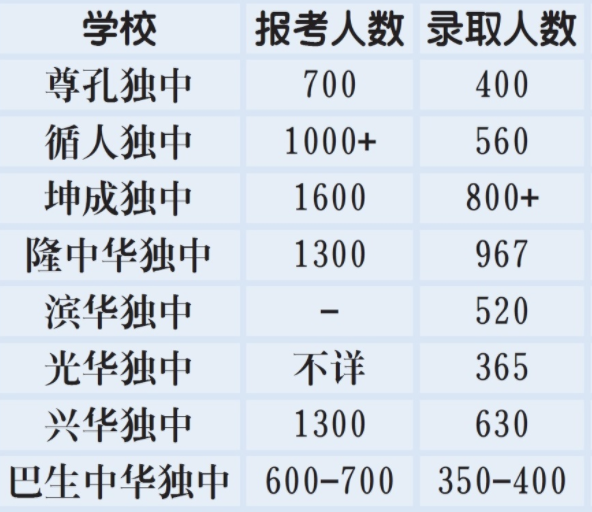 学校 报考人数 录取人数
尊孔独中 700 400
循人独中 1000+ 560
坤成独中 1600 800+
隆中华独中 1300 967
滨华独中 - 520
光华独中 不详 365
兴华独中 1300 630
巴生中华独中 600-700 350-400